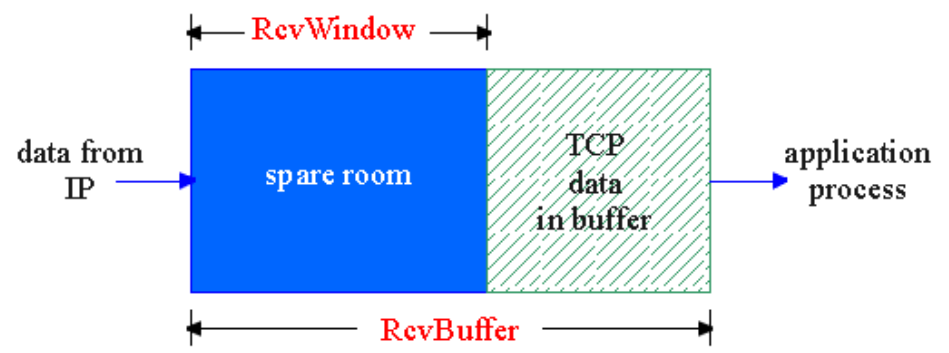 RcvWindow
data from
IP
spare room
TCP
data
in buffer
application
process
RcvBuffer